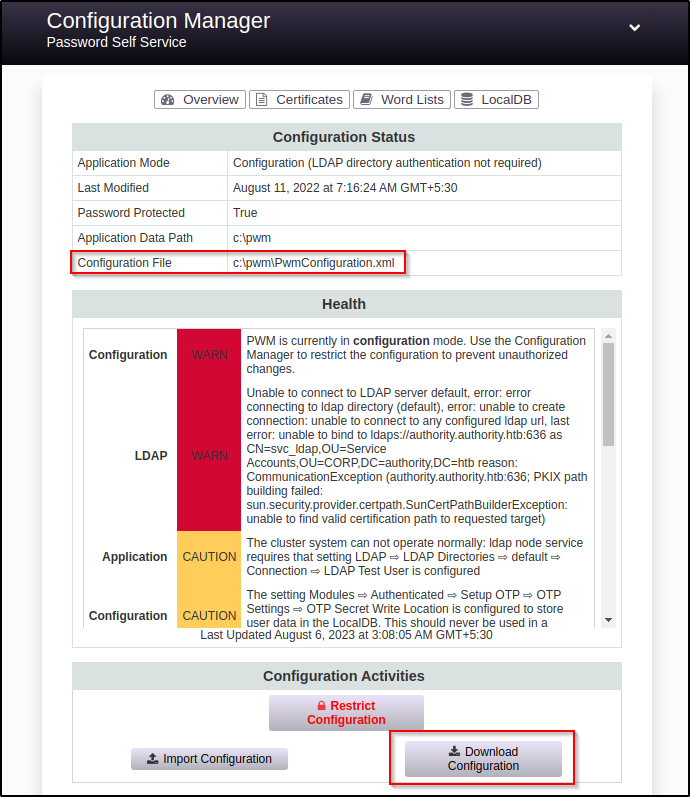 Configuration Manager
Password Self Service
Overview
Certificates
Word Lists
LocalDB
Configuration Status
Application Mode
Configuration (LDAP directory authentication not required)
Last Modified
August 11, 2022 at 7:16:24 AM GMT+5:30
Password Protected
True
Application Data Path
c:\pwm
Configuration File
c:\pwm\PwmConfiguration.xml
Health
Configuration
WARN
PWM is currently in configuration mode. Use the Configuration
Manager to restrict the configuration to prevent unauthorized
changes.
LDAP
WARN
Unable to connect to LDAP server default, error: error
connecting to ldap directory (default), error: unable to create
connection: unable to connect to any configured ldap url, last
error: unable to bind to ldaps://authority.authority.htb:636 as
CN=svc_ldap,OU=Service
Accounts,OU=CORP,DC=authority,DC=htb reason:
CommunicationException (authority.authority.htb:636; PKIX path
building failed:
sun.security.provider.certpath.SunCertPathBuilderException:
unable to find valid certification path to requested target)
Application
CAUTION
The cluster system can not operate normally: ldap node service
requires that setting LDAP ⇨ LDAP Directories ⇨ default ⇨
Connection ⇨ LDAP Test User is configured
Configuration
CAUTION
The setting Modules ⇨ Authenticated ⇨ Setup OTP ⇨ OTP
Settings ⇨ OTP Secret Write Location is configured to store
user data in the LocalDB. This should never be used in a
Last Updated August 6, 2023 at 3:08:05 AM GMT+5:30
Configuration Activities
Restrict
Configuration
Import Configuration
Download
Configuration